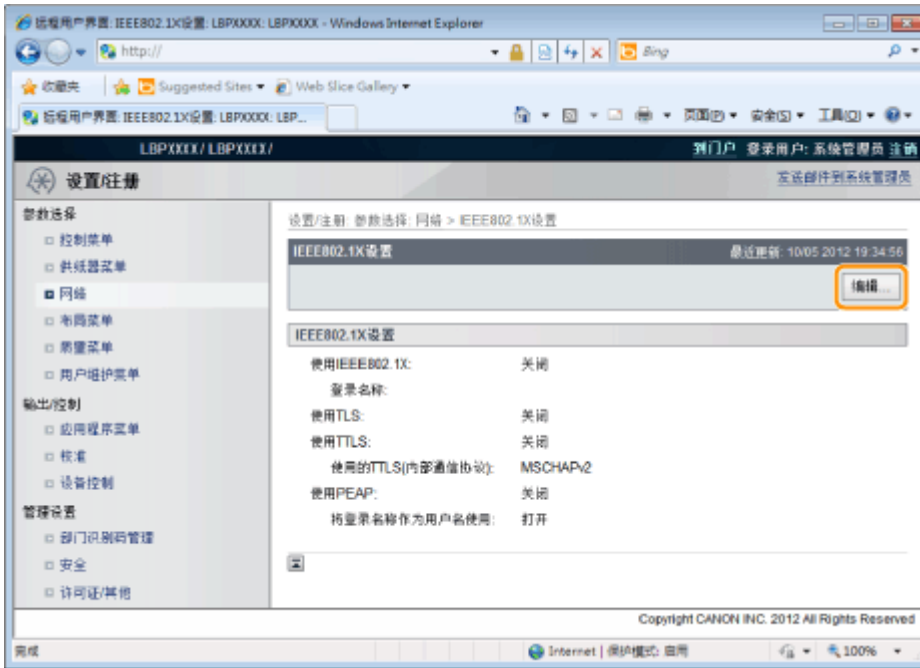 远程用户界面: IEEE802.1X设置: LBPXXXX: LBPXXXX - Windows Internet Explorer
http://
Bing
收藏夹 Suggested Sites Web Slice Gallery
远程用户界面: IEEE802.1X设置: LBPXXXX: LBP... 页面(P) 安全(S) 工具(O)
LBPXXXX/ LBPXXXX/ 到门户 登录用户: 系统管理员 注销
设置/注册 发送邮件到系统管理员
参数选择
控制菜单
供纸器菜单
网络
布局菜单
质量菜单
用户维护菜单
输出/控制
应用程序菜单
校准
设备控制
管理设置
部门识别码管理
安全
许可证/其他
设置/注册: 参数选择: 网络 > IEEE802.1X设置
IEEE802.1X设置 最近更新: 10/05 2012 19:34:56
编辑...
IEEE802.1X设置
使用IEEE802.1X: 关闭
登录名称:
使用TLS: 关闭
使用TTLS: 关闭
使用的TTLS(内部通信协议): MSCHAPv2
使用PEAP: 关闭
将登录名称作为用户名使用: 打开
Copyright CANON INC. 2012 All Rights Reserved
完成 Internet | 保护模式: 启用 100%